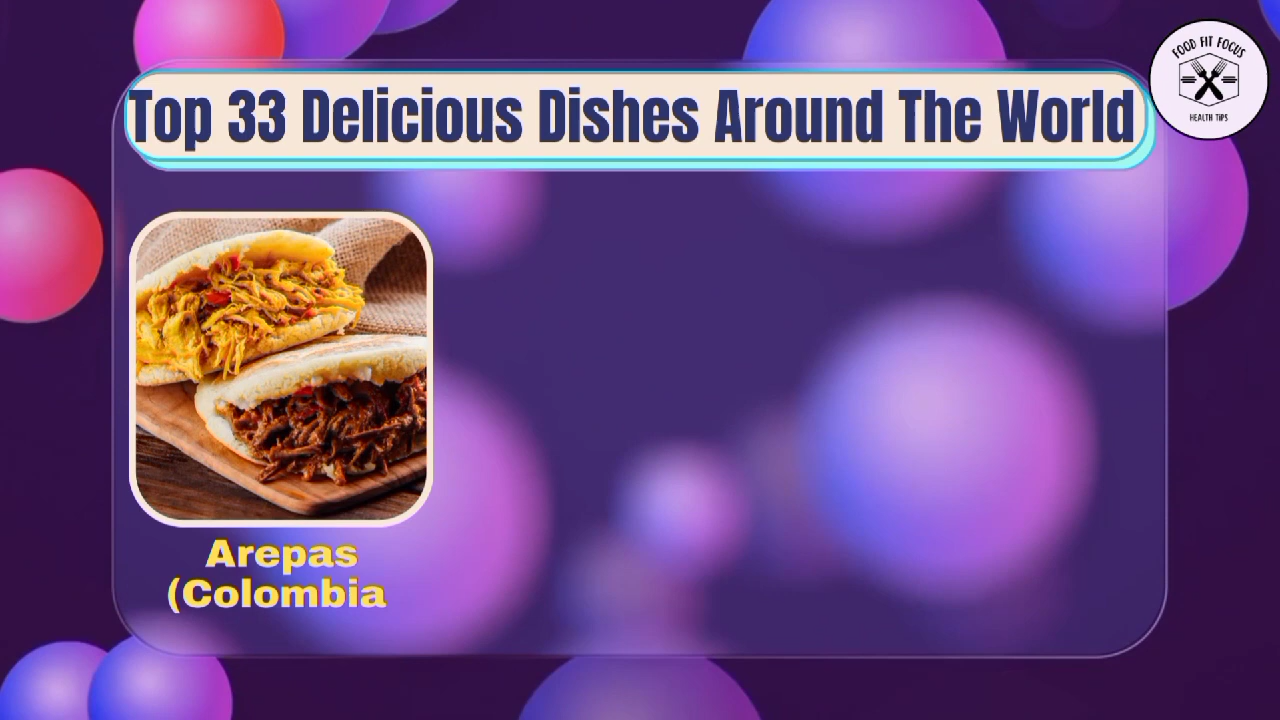 FOOD FIT FOCUS
Top 33 Delicious Dishes Around The World
HEALTH TIPS
Arepas
(Colombia